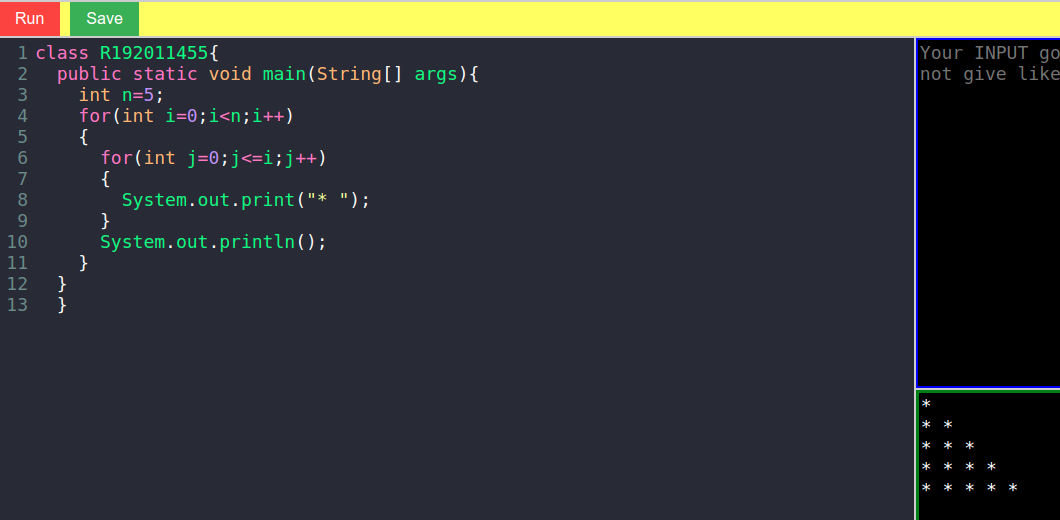 Run Save
1 class R192011455{
2   public static void main(String[] args){
3     int n=5;
4     for(int i=0;i<n;i++)
5     {
6       for(int j=0;j<=i;j++)
7       {
8         System.out.print("* ");
9       }
10       System.out.println();
11     }
12   }
13   }
Your INPUT go
not give like
*
* *
* * *
* * * *
* * * * *